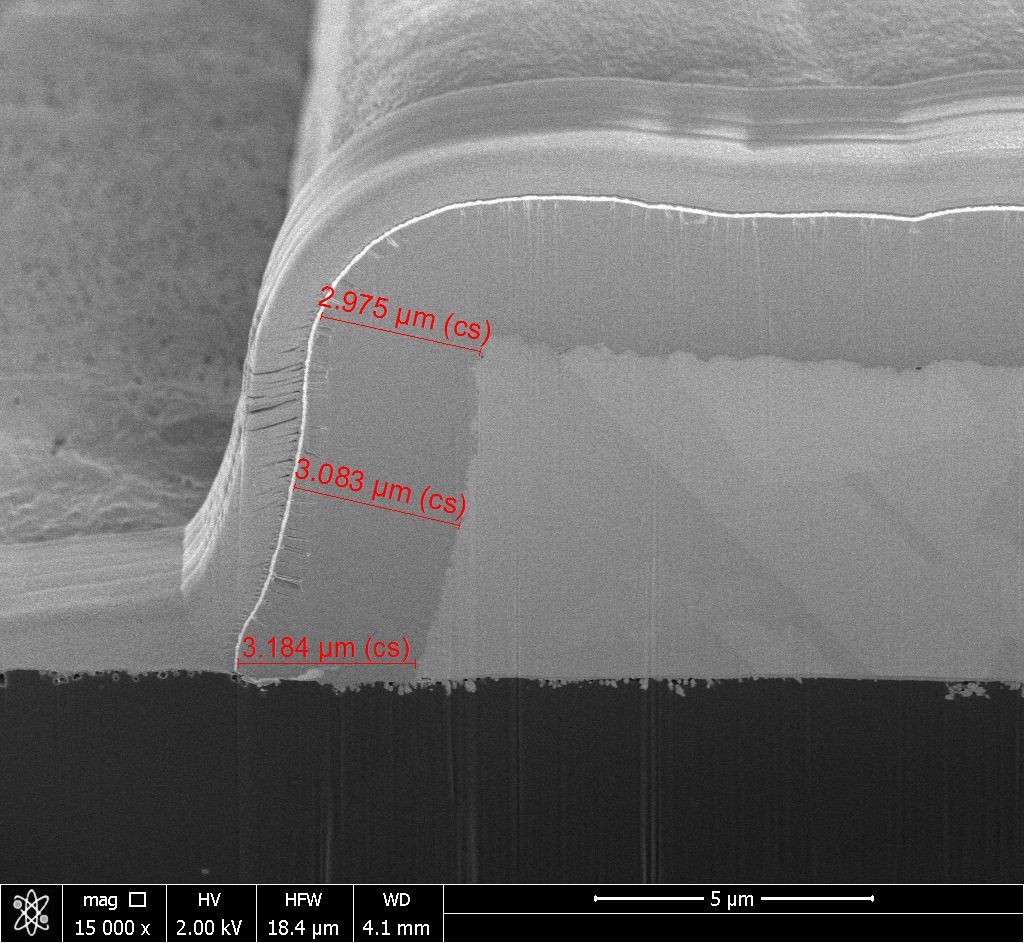 2.975 µm (cs)
3.083 µm (cs)
3.184 µm (cs)
mag HV HFW WD 5 µm
15 000 x 2.00 kV 18.4 µm 4.1 mm